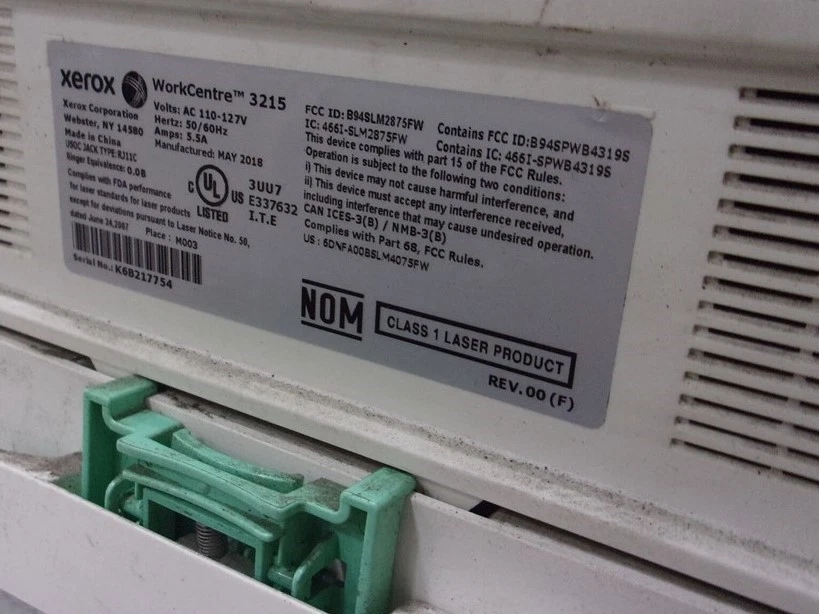 xerox WorkCentre™ 3215
Xerox Corporation
Webster, NY 14580
Made in China
USOC JACK TYPE:RJ11C
Ringer Equivalence: 0.0B
Complies with FDA performance
for laser standards for laser products
except for deviations pursuant to Laser Notice No. 50,
dated June 24,2007
Place : M003
Serial No.: K6B217754
Volts: AC 110-127V
Hertz: 50/60Hz
Amps: 5.5A
Manufactured: MAY 2018
C UL US
LISTED
3UU7
E337632
I.T.E
FCC ID: B94SLM2875FW Contains FCC ID:B94SPWB4319S
IC: 466I-SLM2875FW Contains IC: 466I-SPWB4319S
This device complies with part 15 of the FCC Rules.
Operation is subject to the following two conditions:
i) This device may not cause harmful interference, and
ii) This device must accept any interference received,
including interference that may cause undesired operation.
CAN ICES-3(B) / NMB-3(B)
Complies with Part 68, FCC Rules.
US : 6DNFA00BSLM4075FW
NOM
CLASS 1 LASER PRODUCT
REV.00 (F)